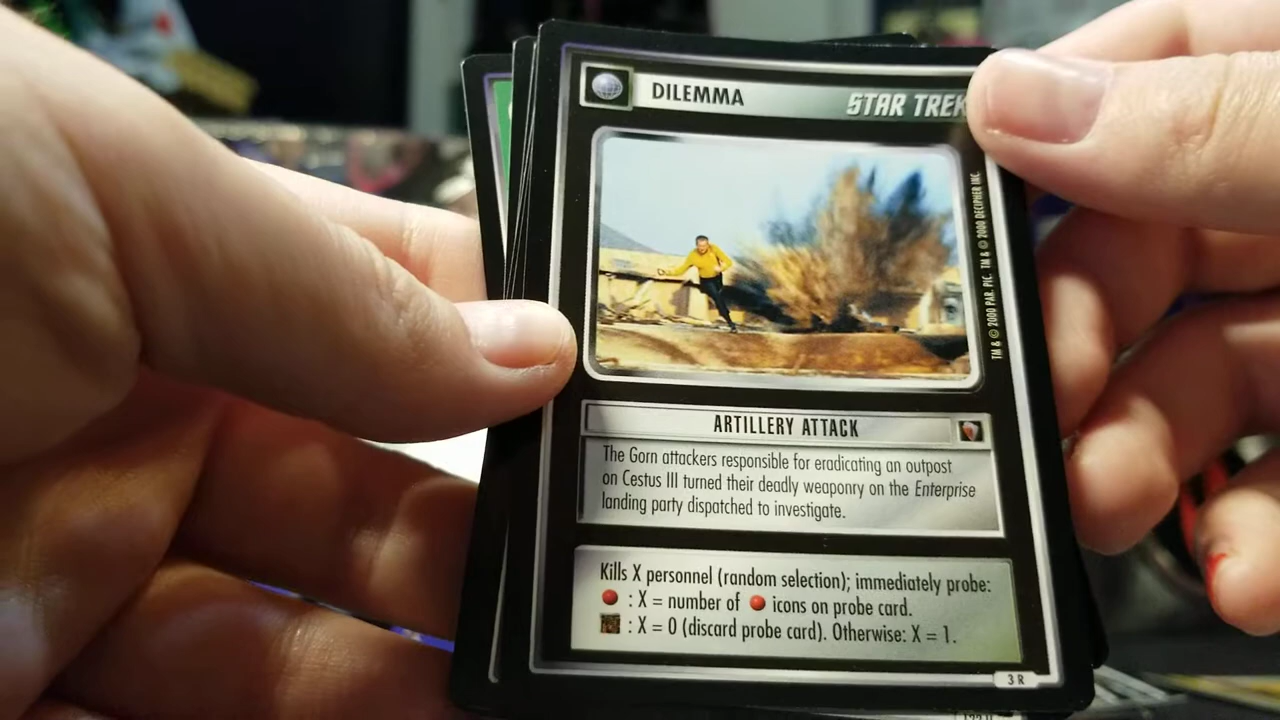 DILEMMA
STAR TREK
TM & © 2000 PAR. PIC. TM & © 2000 DECIPHER INC.
ARTILLERY ATTACK
The Gorn attackers responsible for eradicating an outpost
on Cestus III turned their deadly weaponry on the Enterprise
landing party dispatched to investigate.
Kills X personnel (random selection); immediately probe:
: X = number of icons on probe card.
: X = 0 (discard probe card). Otherwise: X = 1.
3 R